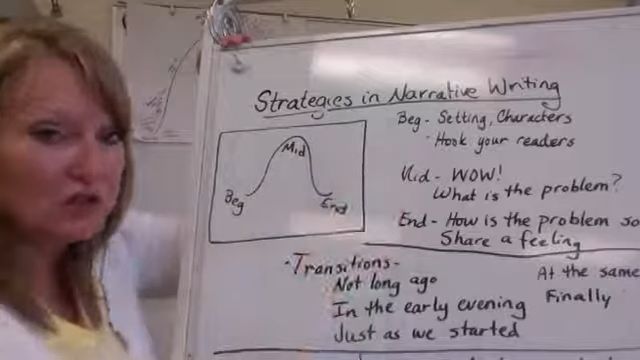 Strategies in Narrative Writing
Mid
Beg
End
Beg - Setting, Characters
· Hook your readers
Mid - WOW!
What is the problem?
End - How is the problem so
Share a feeling
-Transitions-
Not long ago
In the early evening
Just as we started
At the same
Finally